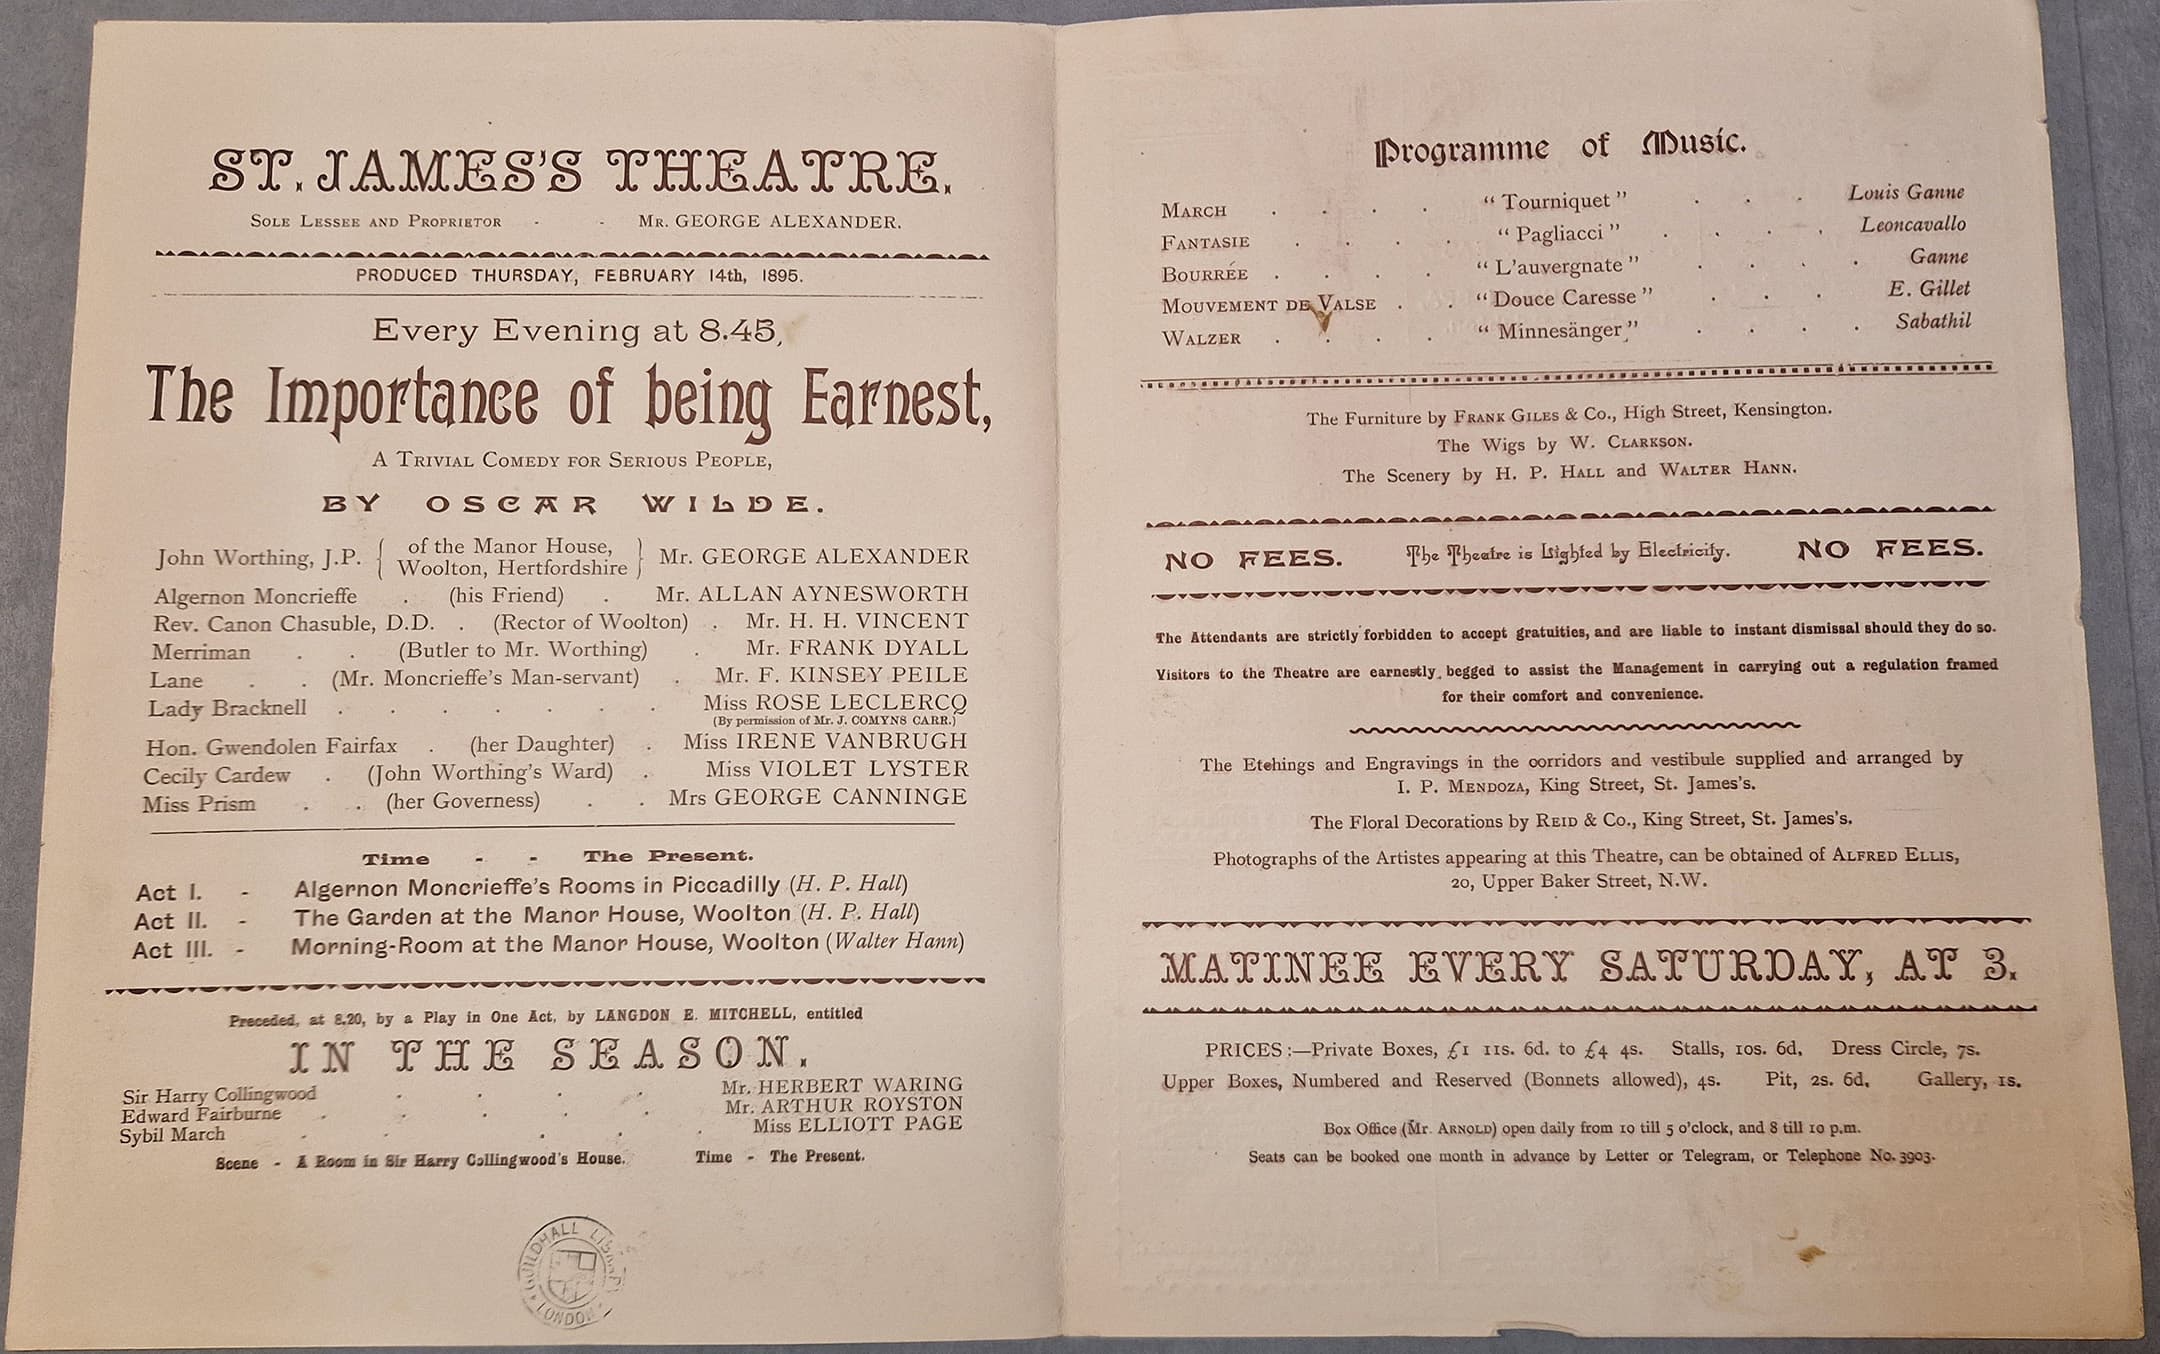 ST. JAMES'S THEATRE.
SOLE LESSEE AND PROPRIETOR - - MR. GEORGE ALEXANDER.
PRODUCED THURSDAY, FEBRUARY 14th, 1895.
Every Evening at 8.45,
The Importance of being Earnest,
A TRIVIAL COMEDY FOR SERIOUS PEOPLE,
BY OSCAR WILDE.
John Worthing, J.P. { of the Manor House, Woolton, Hertfordshire } Mr. GEORGE ALEXANDER
Algernon Moncrieffe . (his Friend) . Mr. ALLAN AYNESWORTH
Rev. Canon Chasuble, D.D. . (Rector of Woolton) . Mr. H. H. VINCENT
Merriman . . (Butler to Mr. Worthing) . Mr. FRANK DYALL
Lane . . (Mr. Moncrieffe's Man-servant) . Mr. F. KINSEY PEILE
Lady Bracknell . . . . . . . Miss ROSE LECLERCQ
(By permission of Mr. J. COMYNS CARR.)
Hon. Gwendolen Fairfax . (her Daughter) . Miss IRENE VANBRUGH
Cecily Cardew . (John Worthing's Ward) . Miss VIOLET LYSTER
Miss Prism . . (her Governess) . . Mrs GEORGE CANNINGE
Time - - The Present.
Act I. - Algernon Moncrieffe's Rooms in Piccadilly (H. P. Hall)
Act II. - The Garden at the Manor House, Woolton (H. P. Hall)
Act III. - Morning-Room at the Manor House, Woolton (Walter Hann)
Preceded, at 8.20, by a Play in One Act, by LANGDON E. MITCHELL, entitled
IN THE SEASON.
Sir Harry Collingwood . . . . Mr. HERBERT WARING
Edward Fairburne . . . . . Mr. ARTHUR ROYSTON
Sybil March . . . . . Miss ELLIOTT PAGE
Scene - A Room in Sir Harry Collingwood's House. Time - The Present.
GUILDHALL LIBRARY LONDON
Programme of Music.
MARCH . . . . "Tourniquet" . . . Louis Ganne
FANTASIE . . . . "Pagliacci" . . . . Leoncavallo
BOURRÉE . . . . "L'auvergnate" . . . . Ganne
MOUVEMENT DE VALSE . . "Douce Caresse" . . . E. Gillet
WALZER . . . . "Minnesänger" . . . . Sabathil
The Furniture by FRANK GILES & Co., High Street, Kensington.
The Wigs by W. CLARKSON.
The Scenery by H. P. HALL and WALTER HANN.
NO FEES. The Theatre is Lighted by Electricity. NO FEES.
The Attendants are strictly forbidden to accept gratuities, and are liable to instant dismissal should they do so.
Visitors to the Theatre are earnestly begged to assist the Management in carrying out a regulation framed
for their comfort and convenience.
The Etchings and Engravings in the corridors and vestibule supplied and arranged by
I. P. MENDOZA, King Street, St. James's.
The Floral Decorations by REID & Co., King Street, St. James's.
Photographs of the Artistes appearing at this Theatre, can be obtained of ALFRED ELLIS,
20, Upper Baker Street, N.W.
MATINEE EVERY SATURDAY, AT 3.
PRICES :—Private Boxes, £1 11s. 6d. to £4 4s. Stalls, 10s. 6d. Dress Circle, 7s.
Upper Boxes, Numbered and Reserved (Bonnets allowed), 4s. Pit, 2s. 6d. Gallery, 1s.
Box Office (Mr. ARNOLD) open daily from 10 till 5 o'clock, and 8 till 10 p.m.
Seats can be booked one month in advance by Letter or Telegram, or Telephone No. 3903.